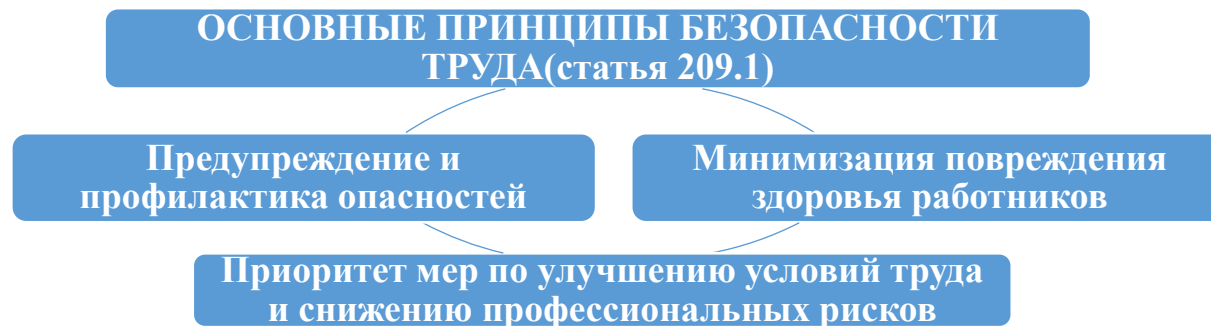 ОСНОВНЫЕ ПРИНЦИПЫ БЕЗОПАСНОСТИ
ТРУДА(статья 209.1)
Предупреждение и
профилактика опасностей
Минимизация повреждения
здоровья работников
Приоритет мер по улучшению условий труда
и снижению профессиональных рисков